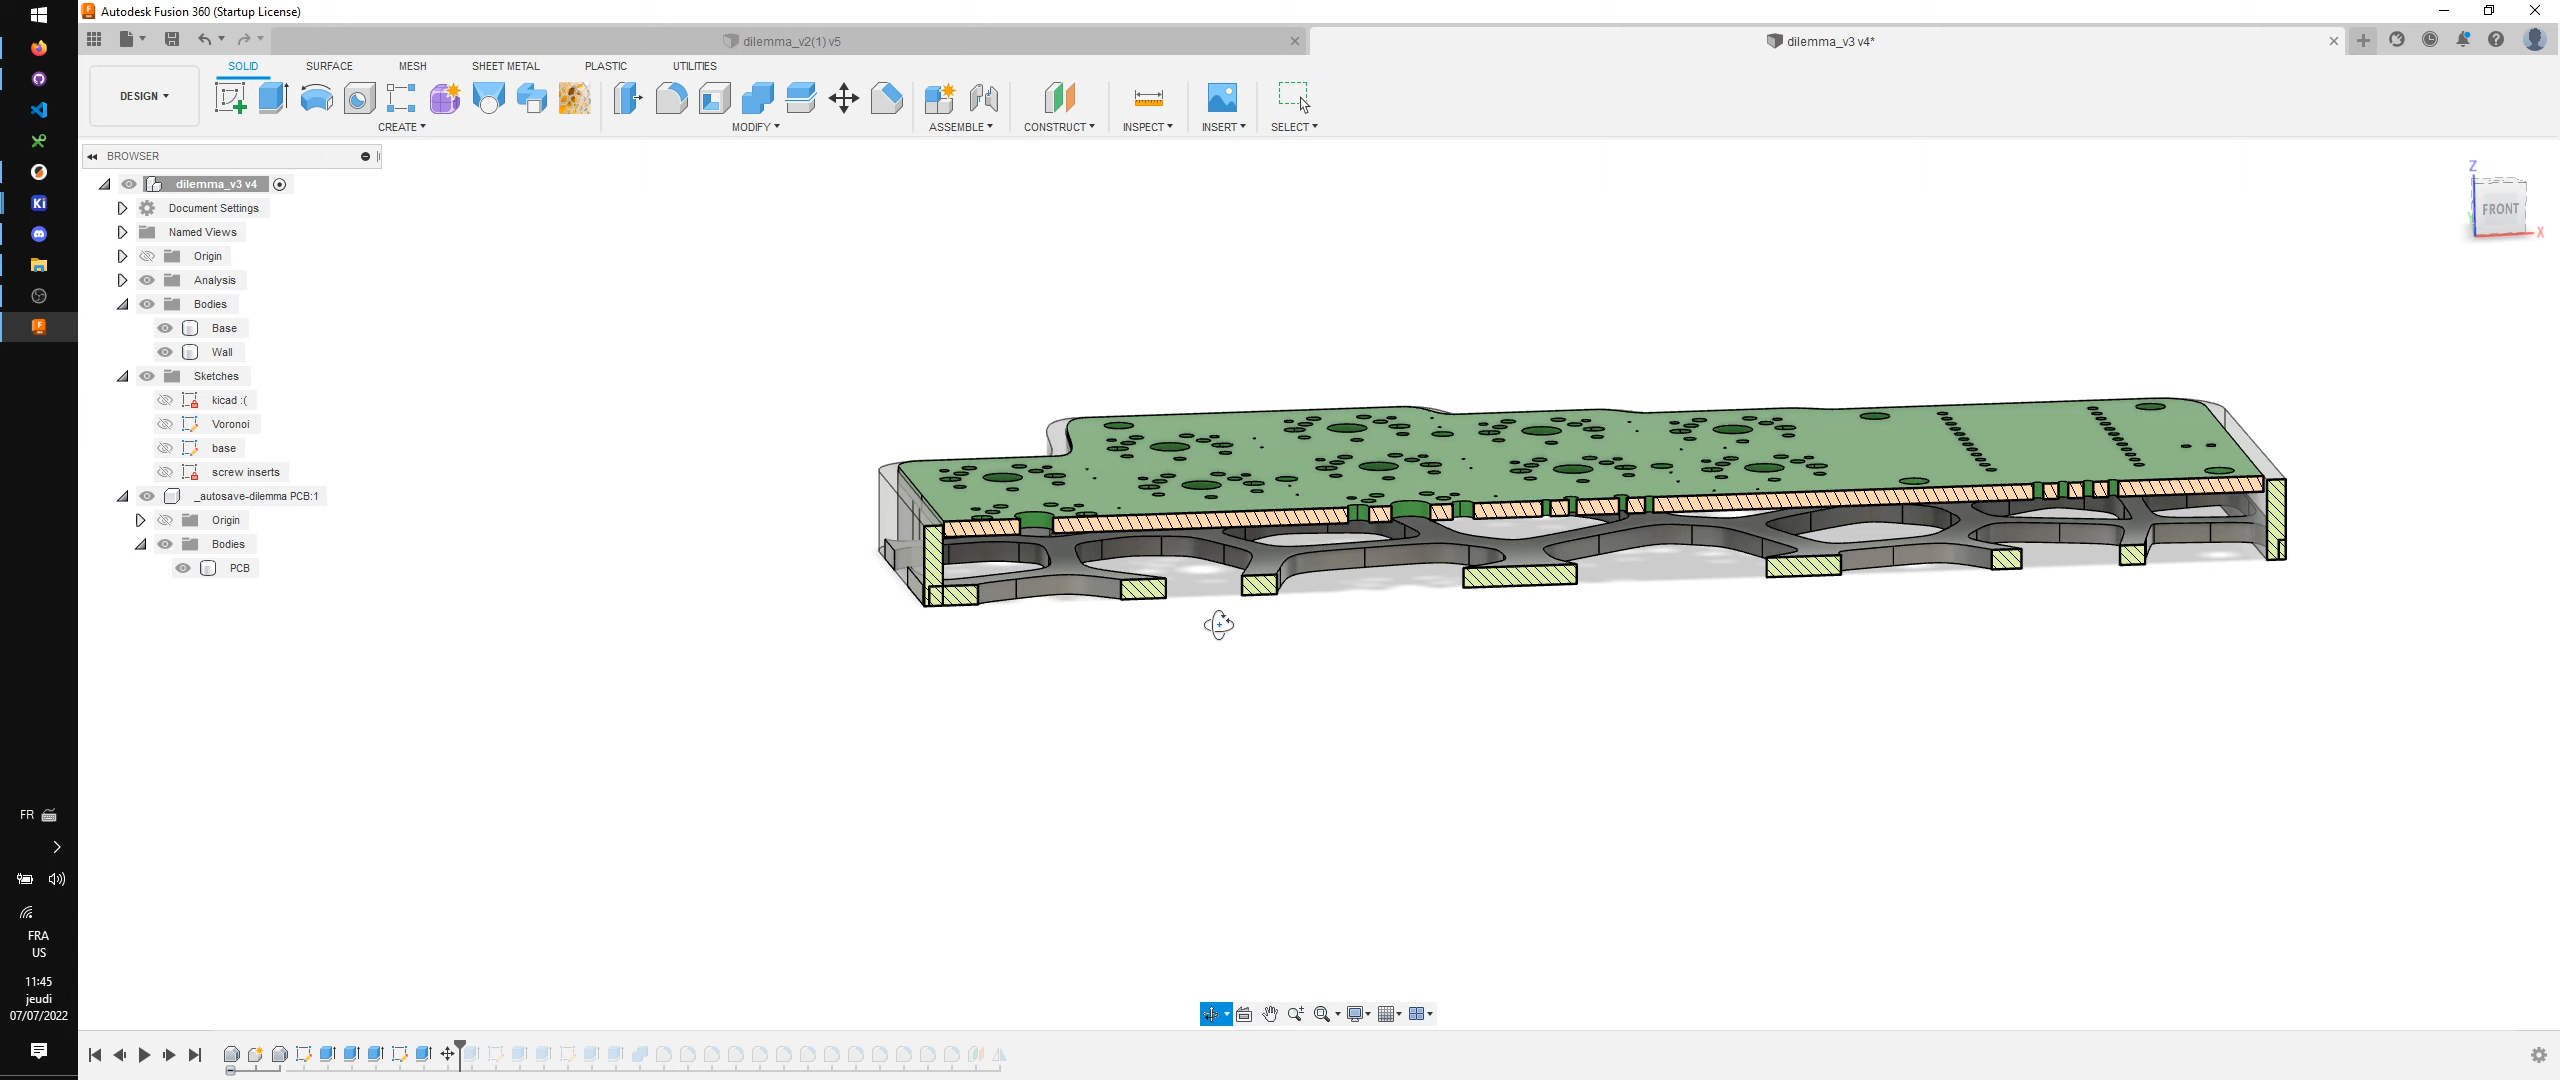 Autodesk Fusion 360 (Startup License)
dilemma_v2(1) v5
dilemma_v3 v4*
SOLID SURFACE MESH SHEET METAL PLASTIC UTILITIES
DESIGN
CREATE MODIFY ASSEMBLE CONSTRUCT INSPECT INSERT SELECT
BROWSER
dilemma_v3 v4
Document Settings
Named Views
Origin
Analysis
Bodies
Base
Wall
Sketches
kicad :(
Voronoi
base
screw inserts
_autosave-dilemma PCB:1
Origin
Bodies
PCB
Z
FRONT
X
Ki
FR
FRA
US
11:45
jeudi
07/07/2022